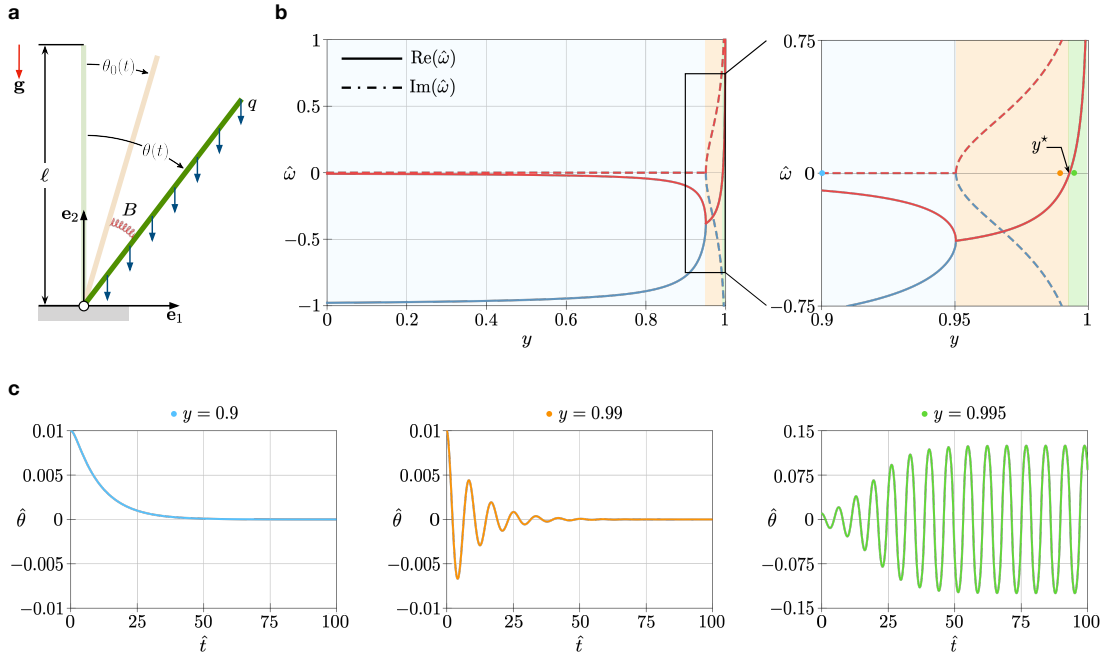 a
g
ℓ
θ₀(t)
θ(t)
q
B
e₂
e₁
b
Re(ω̂)
Im(ω̂)
1
0.5
0
−0.5
−1
ω̂
0
0.2
0.4
0.6
0.8
1
y
0.75
0
−0.75
ω̂
y⋆
0.9
0.95
1
y
c
y = 0.9
0.01
0.005
0
−0.005
−0.01
θ̂
0
25
50
75
100
t̂
y = 0.99
0.01
0.005
0
−0.005
−0.01
θ̂
0
25
50
75
100
t̂
y = 0.995
0.15
0.075
0
−0.075
−0.15
θ̂
0
25
50
75
100
t̂